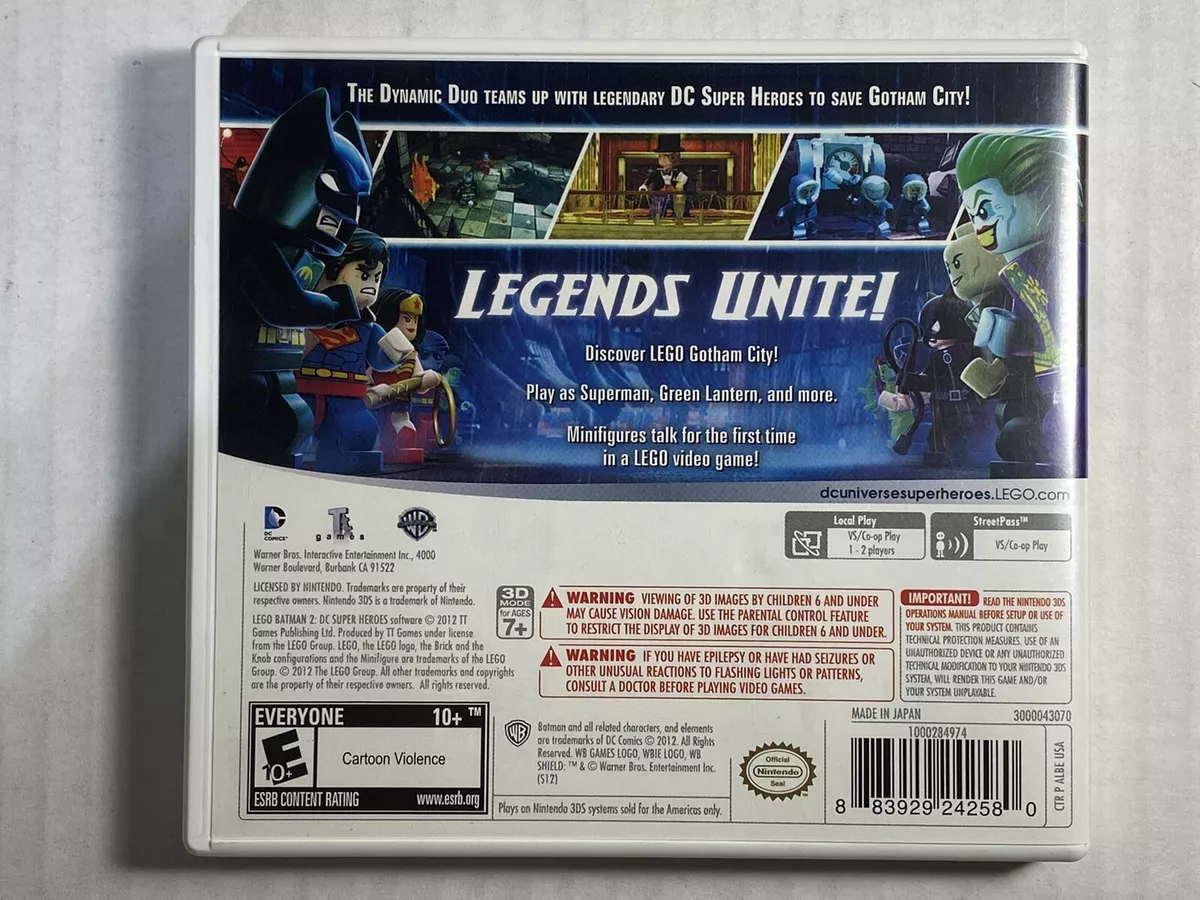 The Dynamic Duo teams up with legendary DC Super Heroes to save Gotham City!
Legends Unite!
Discover LEGO Gotham City!
Play as Superman, Green Lantern, and more.
Minifigures talk for the first time
in a LEGO video game!
dcuniversesuperheroes.LEGO.com
DC
COMICS™
games
WB
Warner Bros. Interactive Entertainment Inc., 4000
Warner Boulevard, Burbank CA 91522
Local Play
VS/Co-op Play
1 - 2 players
StreetPass™
VS/Co-op Play
LICENSED BY NINTENDO. Trademarks are property of their
respective owners. Nintendo 3DS is a trademark of Nintendo.
LEGO BATMAN 2: DC SUPER HEROES software © 2012 TT
Games Publishing Ltd. Produced by TT Games under license
from the LEGO Group. LEGO, the LEGO logo, the Brick and the
Knob configurations and the Minifigure are trademarks of the LEGO
Group. © 2012 The LEGO Group. All other trademarks and copyrights
are the property of their respective owners. All rights reserved.
3D
MODE
for AGES
7+
WARNING VIEWING OF 3D IMAGES BY CHILDREN 6 AND UNDER
MAY CAUSE VISION DAMAGE. USE THE PARENTAL CONTROL FEATURE
TO RESTRICT THE DISPLAY OF 3D IMAGES FOR CHILDREN 6 AND UNDER.
WARNING IF YOU HAVE EPILEPSY OR HAVE HAD SEIZURES OR
OTHER UNUSUAL REACTIONS TO FLASHING LIGHTS OR PATTERNS,
CONSULT A DOCTOR BEFORE PLAYING VIDEO GAMES.
IMPORTANT! READ THE NINTENDO 3DS
OPERATIONS MANUAL BEFORE SETUP OR USE OF
YOUR SYSTEM. THIS PRODUCT CONTAINS
TECHNICAL PROTECTION MEASURES. USE OF AN
UNAUTHORIZED DEVICE OR ANY UNAUTHORIZED
TECHNICAL MODIFICATION TO YOUR NINTENDO 3DS
SYSTEM, WILL RENDER THIS GAME AND/OR
YOUR SYSTEM UNPLAYABLE.
EVERYONE 10+ ™
E
10+
Cartoon Violence
ESRB CONTENT RATING www.esrb.org
WB
Batman and all related characters, and elements
are trademarks of DC Comics © 2012. All Rights
Reserved. WB GAMES LOGO, WBIE LOGO, WB
SHIELD: ™ & © Warner Bros. Entertainment Inc.
(S12)
Plays on Nintendo 3DS systems sold for the Americas only.
Official
Nintendo
Seal
MADE IN JAPAN 3000043070
1000284974
8 83929 24258 0
CTR P ALBE USA